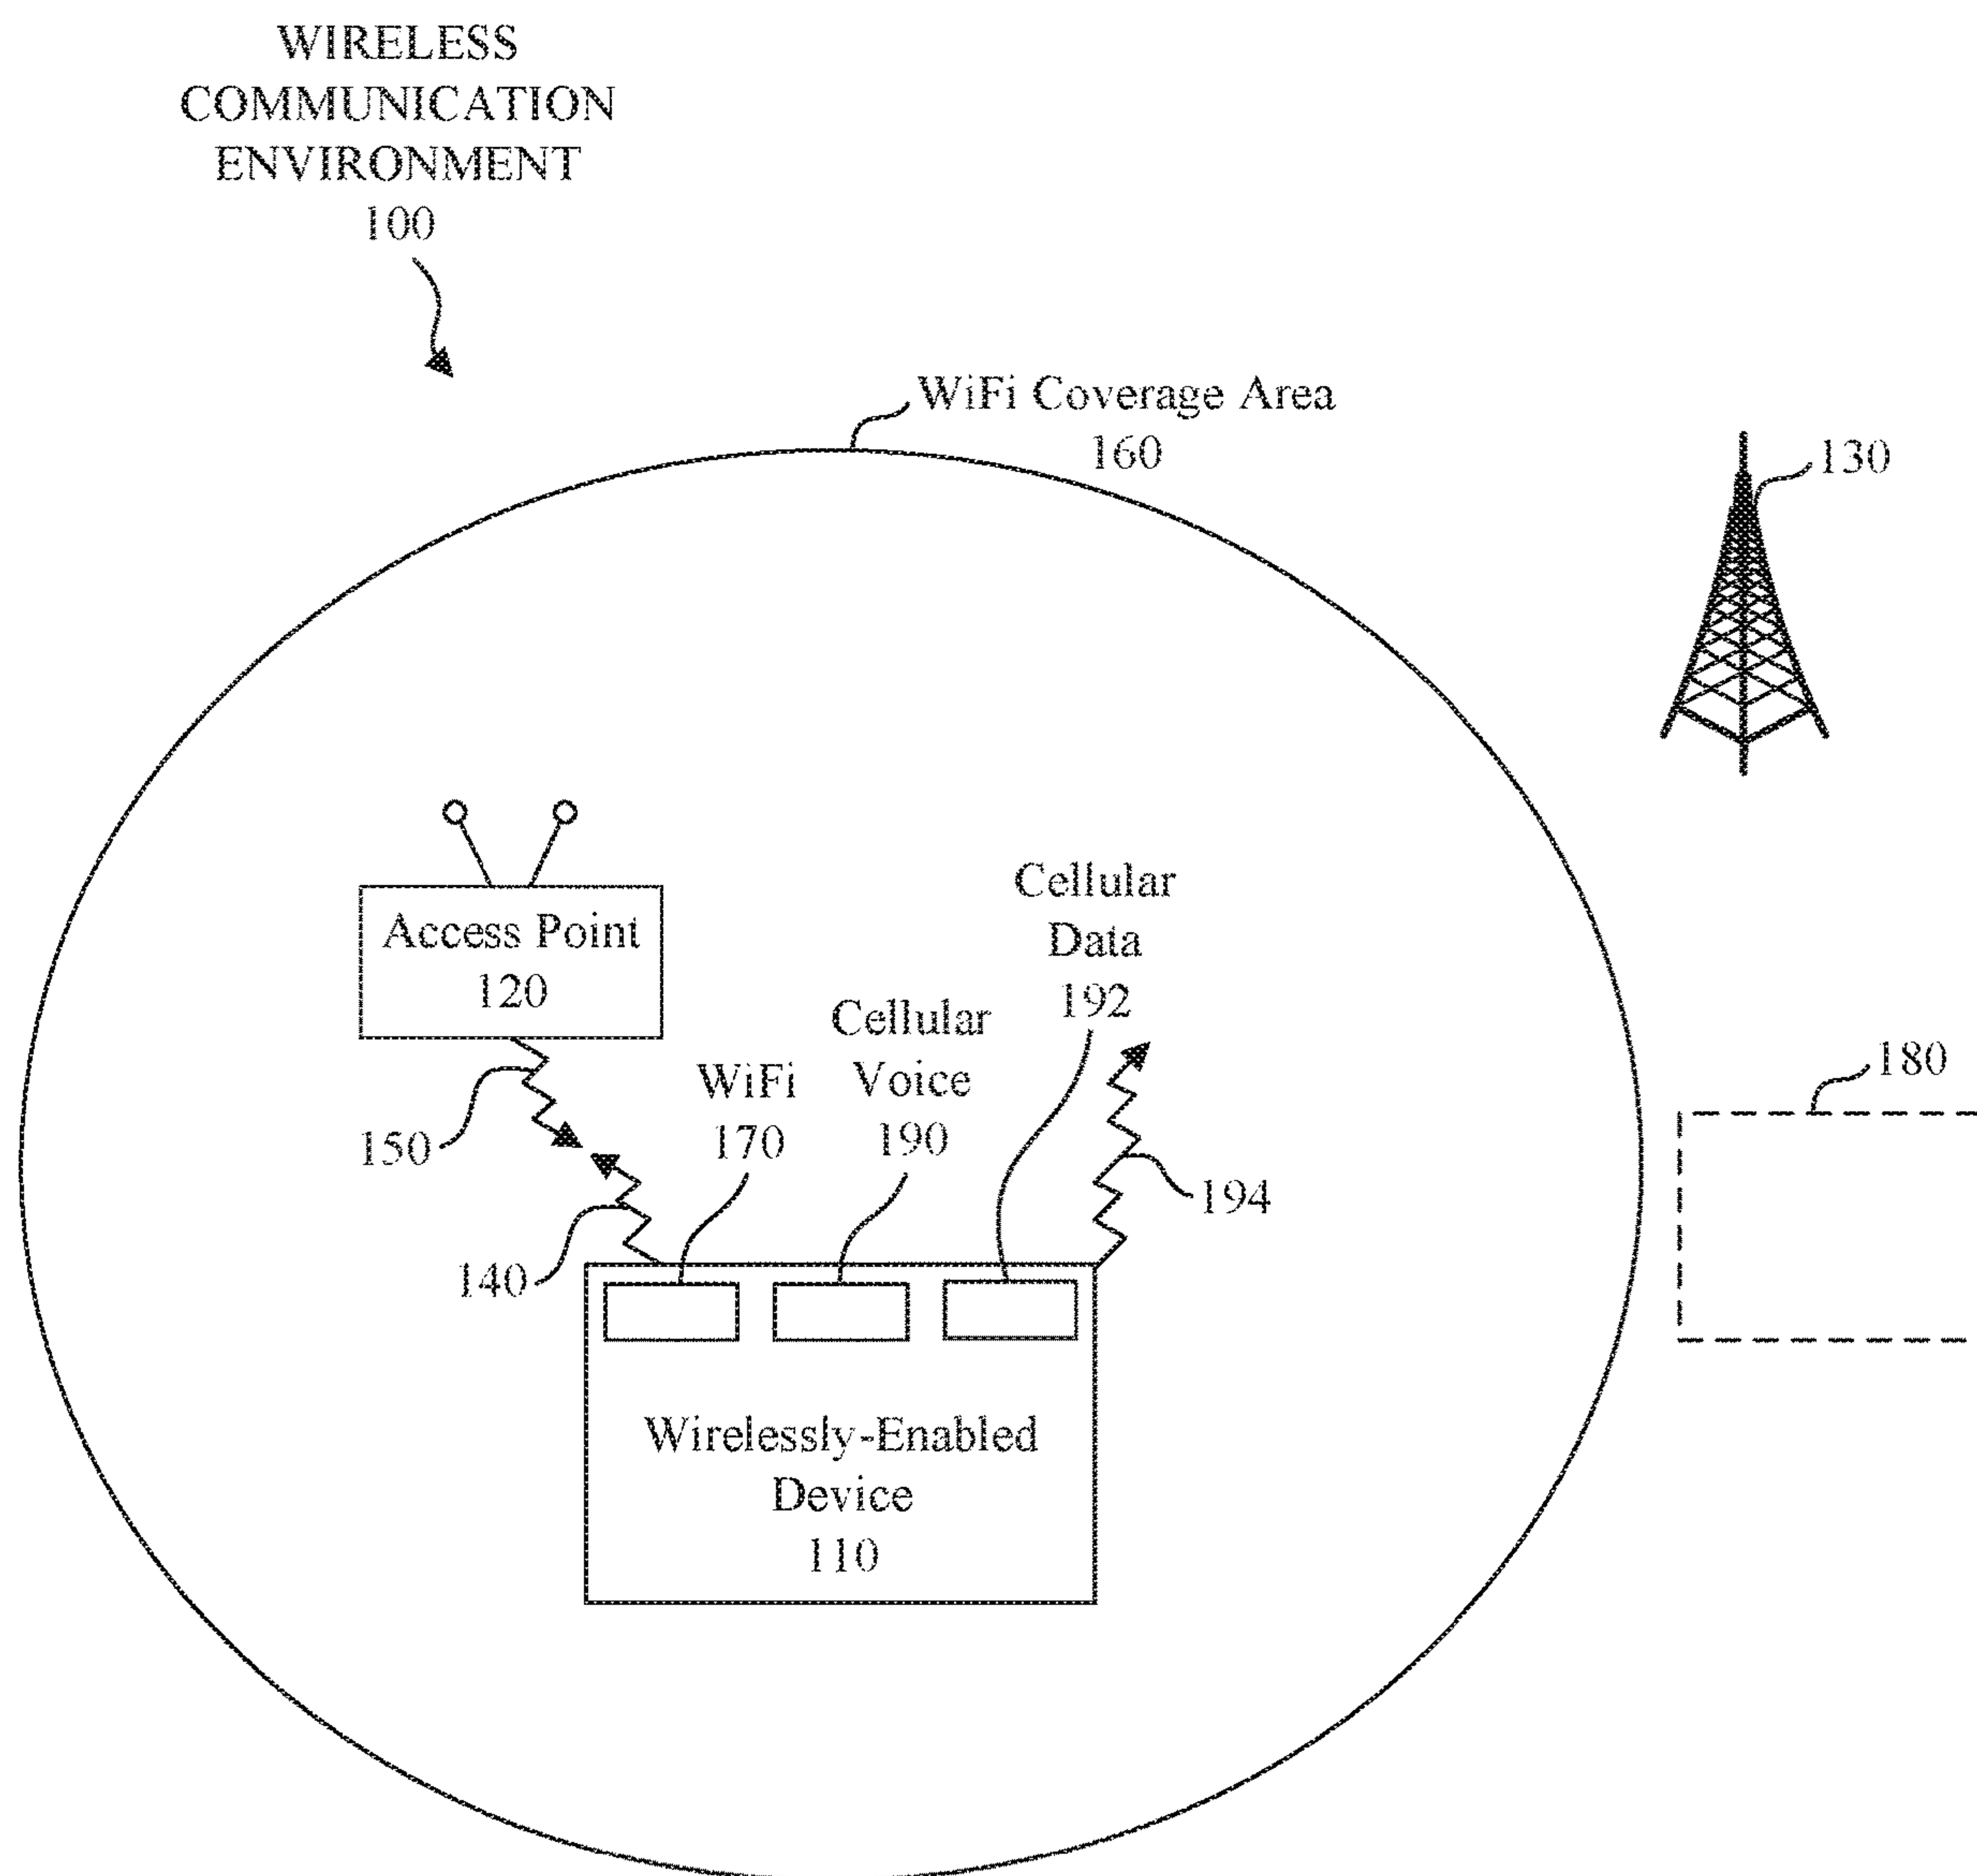 WIRELESS
COMMUNICATION
ENVIRONMENT
100
WiFi Coverage Area
160
130
Access Point
120
Cellular
Data
192
Cellular
Voice
190
WiFi
170
150
140
194
180
Wirelessly-Enabled
Device
110